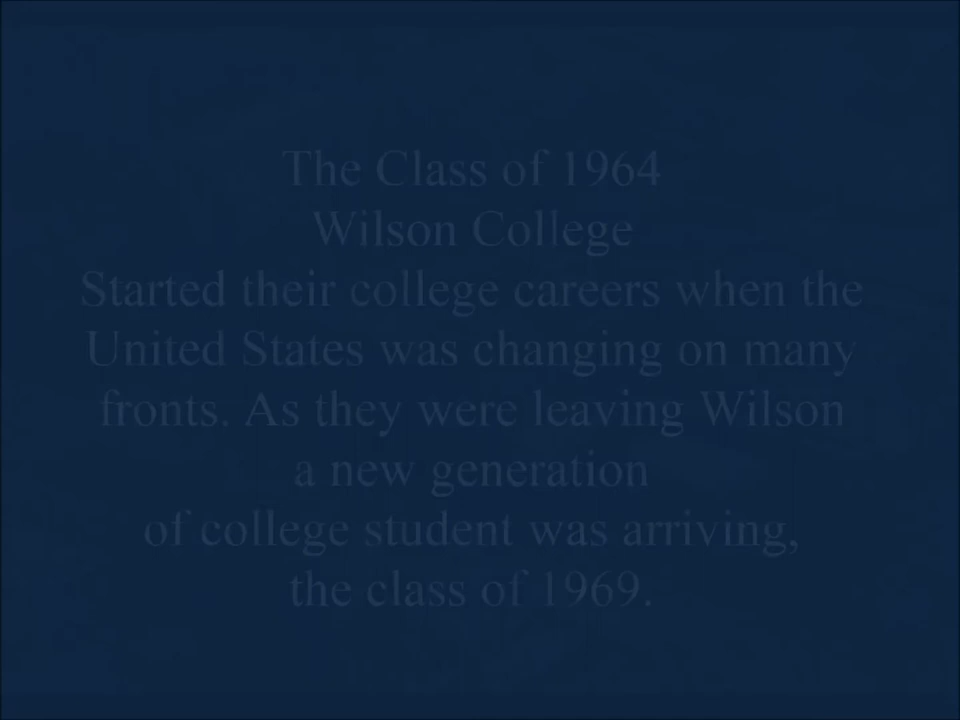 The Class of 1964
Wilson College
Started their college careers when the
United States was changing on many
fronts. As they were leaving Wilson
a new generation
of college student was arriving,
the class of 1969.